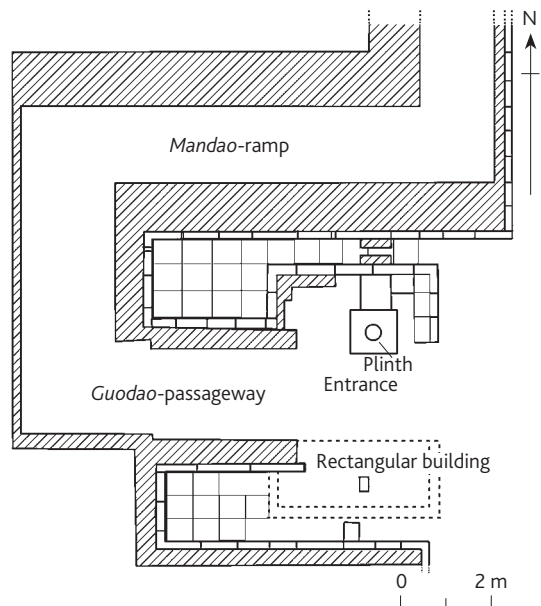 N
Mandao-ramp
Plinth
Entrance
Guodao-passageway
Rectangular building
0 2 m